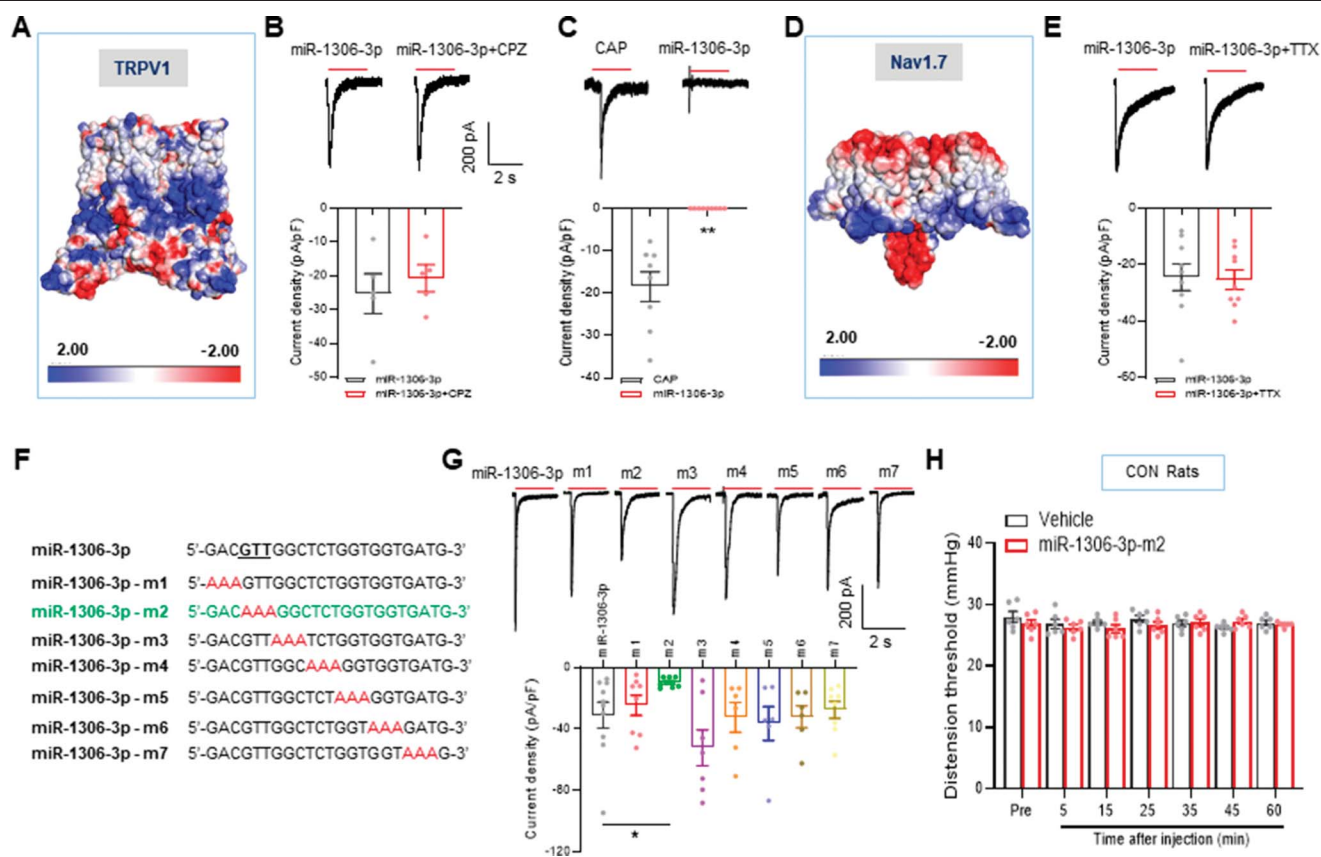 A
TRPV1
2.00
-2.00
B
miR-1306-3p
miR-1306-3p+CPZ
200 pA
2 s
Current density (pA/pF)
0
-10
-20
-30
-40
-50
miR-1306-3p
miR-1306-3p+CPZ
C
CAP
miR-1306-3p
Current density (pA/pF)
0
-10
-20
-30
-40
**
CAP
miR-1306-3p
D
Nav1.7
2.00
-2.00
E
miR-1306-3p
miR-1306-3p+TTX
Current density (pA/pF)
0
-20
-40
-60
miR-1306-3p
miR-1306-3p+TTX
F
miR-1306-3p 5'-GACGTTGGCTCTGGTGGTGATG-3'
miR-1306-3p - m1 5'-AAAGTTGGCTCTGGTGGTGATG-3'
miR-1306-3p - m2 5'-GACAAAGGCTCTGGTGGTGATG-3'
miR-1306-3p - m3 5'-GACGTTAAATCTGGTGGTGATG-3'
miR-1306-3p - m4 5'-GACGTTGGCAAAGGTGGTGATG-3'
miR-1306-3p - m5 5'-GACGTTGGCTCTAAAGGTGATG-3'
miR-1306-3p - m6 5'-GACGTTGGCTCTGGTAAAGATG-3'
miR-1306-3p - m7 5'-GACGTTGGCTCTGGTGGTAAAG-3'
G
miR-1306-3p m1 m2 m3 m4 m5 m6 m7
200 pA
2 s
miR-1306-3p
m1
m2
m3
m4
m5
m6
m7
Current density (pA/pF)
0
-40
-80
-120
*
H
CON Rats
Vehicle
miR-1306-3p-m2
Distension threshold (mmHg)
40
30
20
10
0
Pre 5 15 25 35 45 60
Time after injection (min)